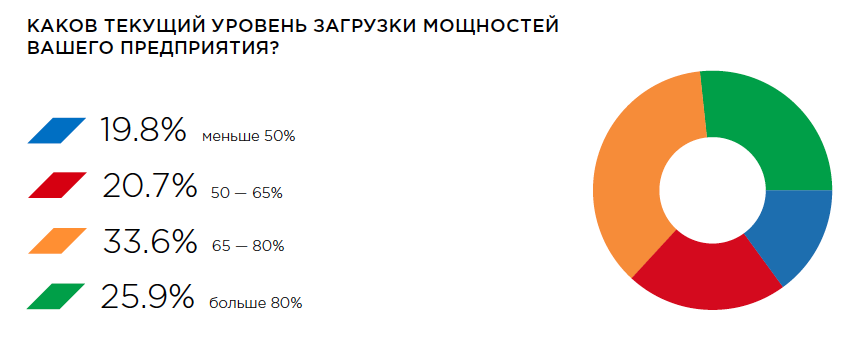 КАКОВ ТЕКУЩИЙ УРОВЕНЬ ЗАГРУЗКИ МОЩНОСТЕЙ
ВАШЕГО ПРЕДПРИЯТИЯ?
19.8% меньше 50%
20.7% 50 — 65%
33.6% 65 — 80%
25.9% больше 80%